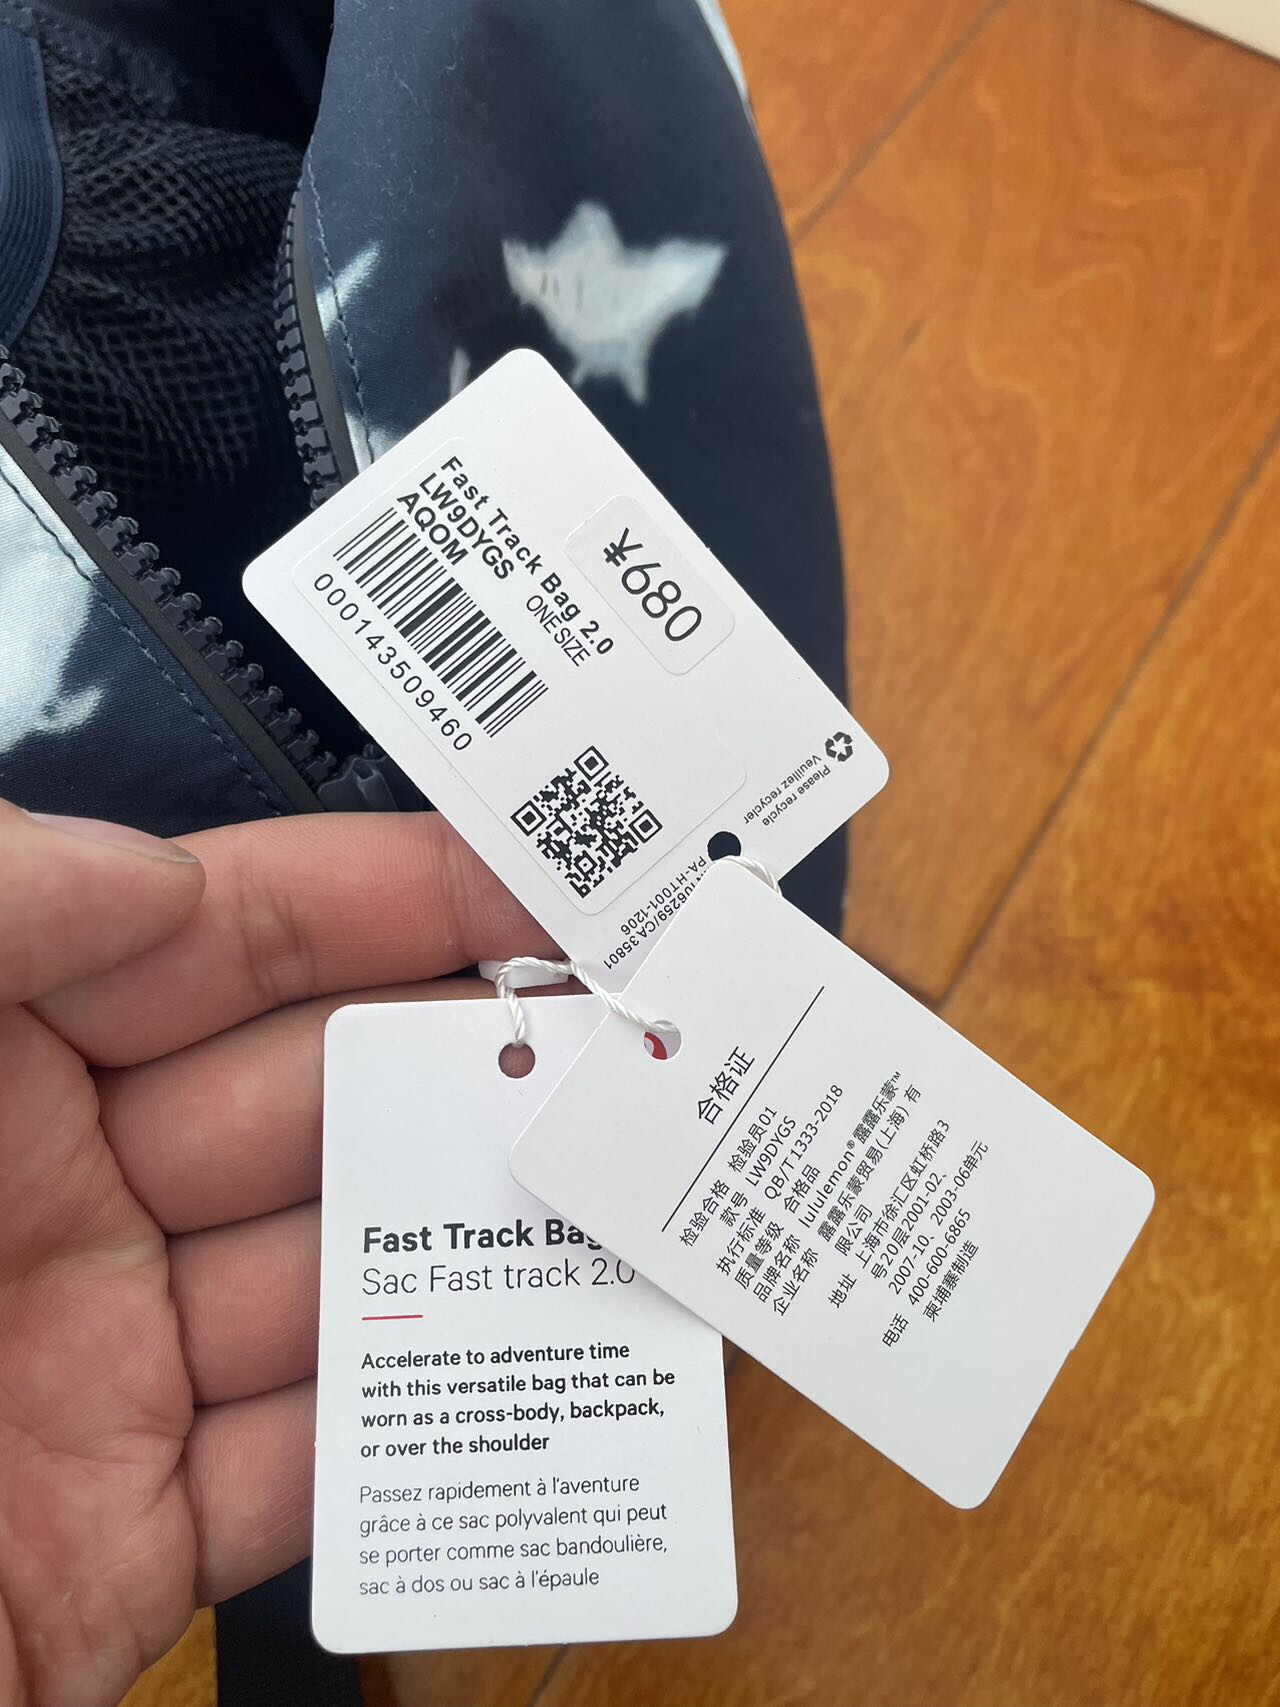 ¥680
Fast Track Bag 2.0
LW9DYGS
AQOM
ONE SIZE
000143509460
Please recycle
Veuillez recycler
06259/CA 35801
PA-HT001-1206
合格证
检验合格 检验员01
款号 LW9DYGS
执行标准 QB/T1333-2018
质量等级 合格品
品牌名称 lululemon® 露露乐蒙™
企业名称 露露乐蒙贸易(上海) 有
限公司
地址 上海市徐汇区虹桥路3
号20层2001-02、
2007-10、2003-06单元
电话 400-600-6865
柬埔寨制造
Fast Track Bag
Sac Fast track 2.0
Accelerate to adventure time
with this versatile bag that can be
worn as a cross-body, backpack,
or over the shoulder
Passez rapidement à l'aventure
grâce à ce sac polyvalent qui peut
se porter comme sac bandoulière,
sac à dos ou sac à l'épaule